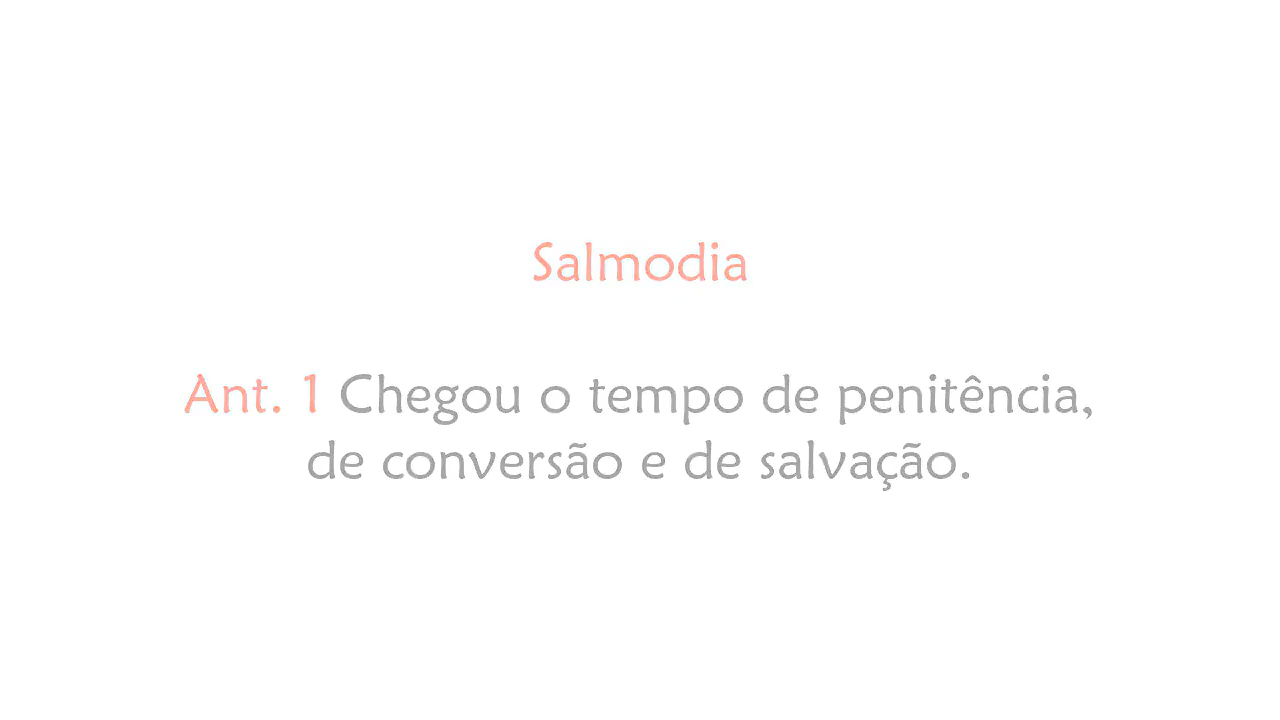 Salmodia
Ant. 1 Chegou o tempo de penitência,
de conversão e de salvação.